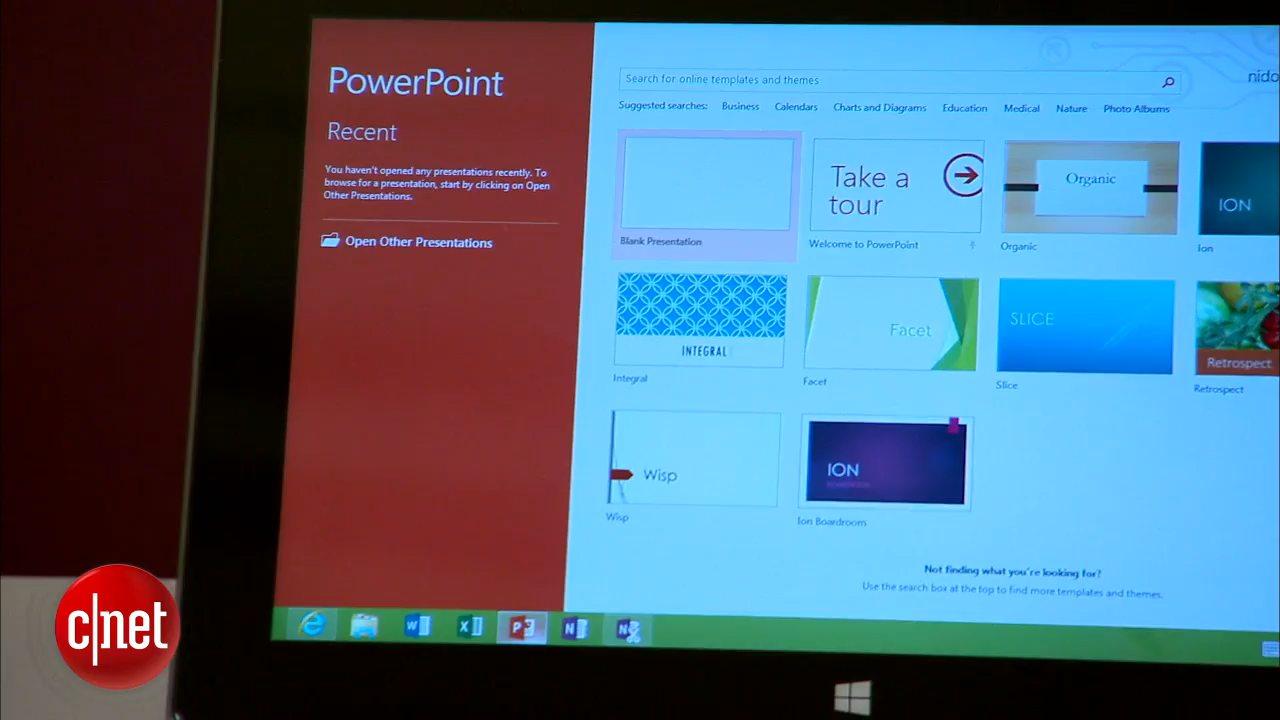 PowerPoint
Recent
You haven't opened any presentations recently. To
browse for a presentation, start by clicking on Open
Other Presentations.
Open Other Presentations
Search for online templates and themes
nido
Suggested searches: Business Calendars Charts and Diagrams Education Medical Nature Photo Albums
Blank Presentation
Take a
tour
Welcome to PowerPoint
Organic
Organic
ION
Ion
INTEGRAL
Integral
Facet
Facet
SLICE
Slice
Retrospect
Retrospect
Wisp
Wisp
ION
Ion Boardroom
Not finding what you're looking for?
Use the search box at the top to find more templates and themes.
c|net